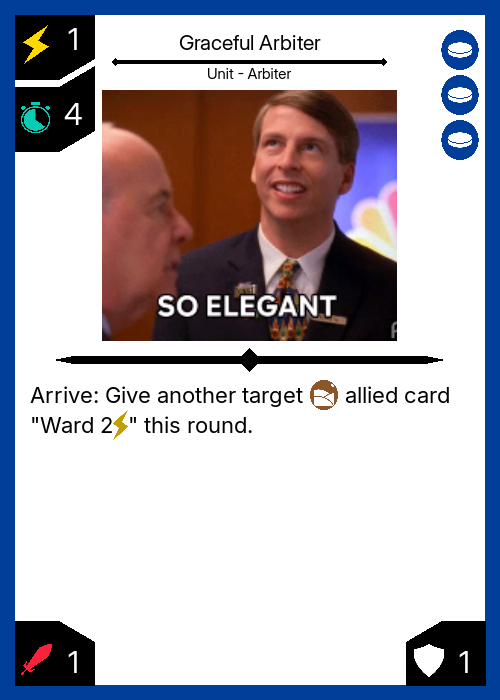 1
Graceful Arbiter
Unit - Arbiter
4
SO ELEGANT
Arrive: Give another target allied card
"Ward 2" this round.
1
1